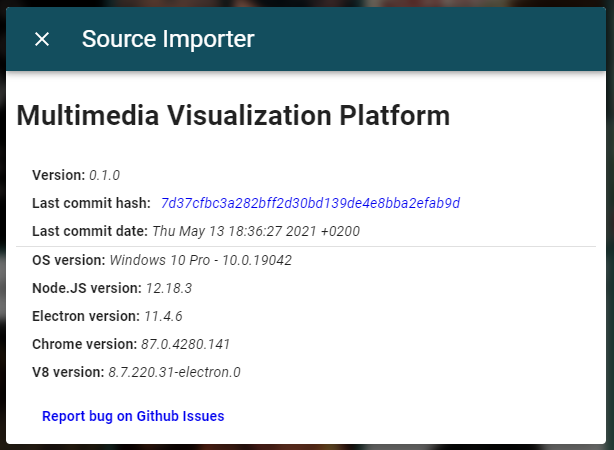 Source Importer
Multimedia Visualization Platform
Version: 0.1.0
Last commit hash: 7d37cfbc3a282bff2d30bd139de4e8bba2efab9d
Last commit date: Thu May 13 18:36:27 2021 +0200
OS version: Windows 10 Pro - 10.0.19042
Node.JS version: 12.18.3
Electron version: 11.4.6
Chrome version: 87.0.4280.141
V8 version: 8.7.220.31-electron.0
Report bug on Github Issues